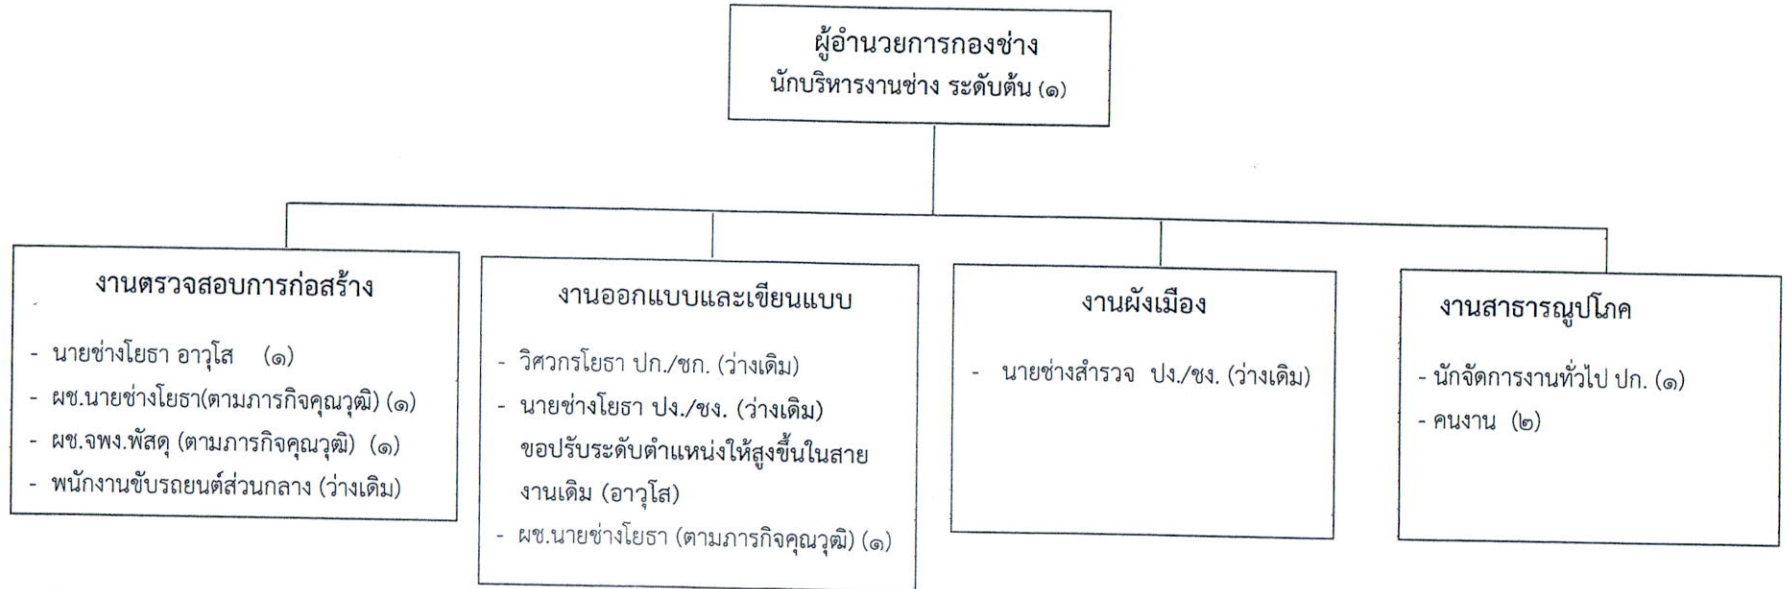 ผู้อำนวยการกองช่าง
นักบริหารงานช่าง ระดับต้น (๑)
งานตรวจสอบการก่อสร้าง
- นายช่างโยธา อาวุโส (๑)
- ผช.นายช่างโยธา(ตามภารกิจคุณวุฒิ) (๑)
- ผช.จพง.พัสดุ (ตามภารกิจคุณวุฒิ) (๑)
- พนักงานขับรถยนต์ส่วนกลาง (ว่างเดิม)
งานออกแบบและเขียนแบบ
- วิศวกรโยธา ปก./ชก. (ว่างเดิม)
- นายช่างโยธา ปง./ชง. (ว่างเดิม)
ขอปรับระดับตำแหน่งให้สูงขึ้นในสาย
งานเดิม (อาวุโส)
- ผช.นายช่างโยธา (ตามภารกิจคุณวุฒิ) (๑)
งานผังเมือง
- นายช่างสำรวจ ปง./ชง. (ว่างเดิม)
งานสาธารณูปโภค
- นักจัดการงานทั่วไป ปก. (๑)
- คนงาน (๒)